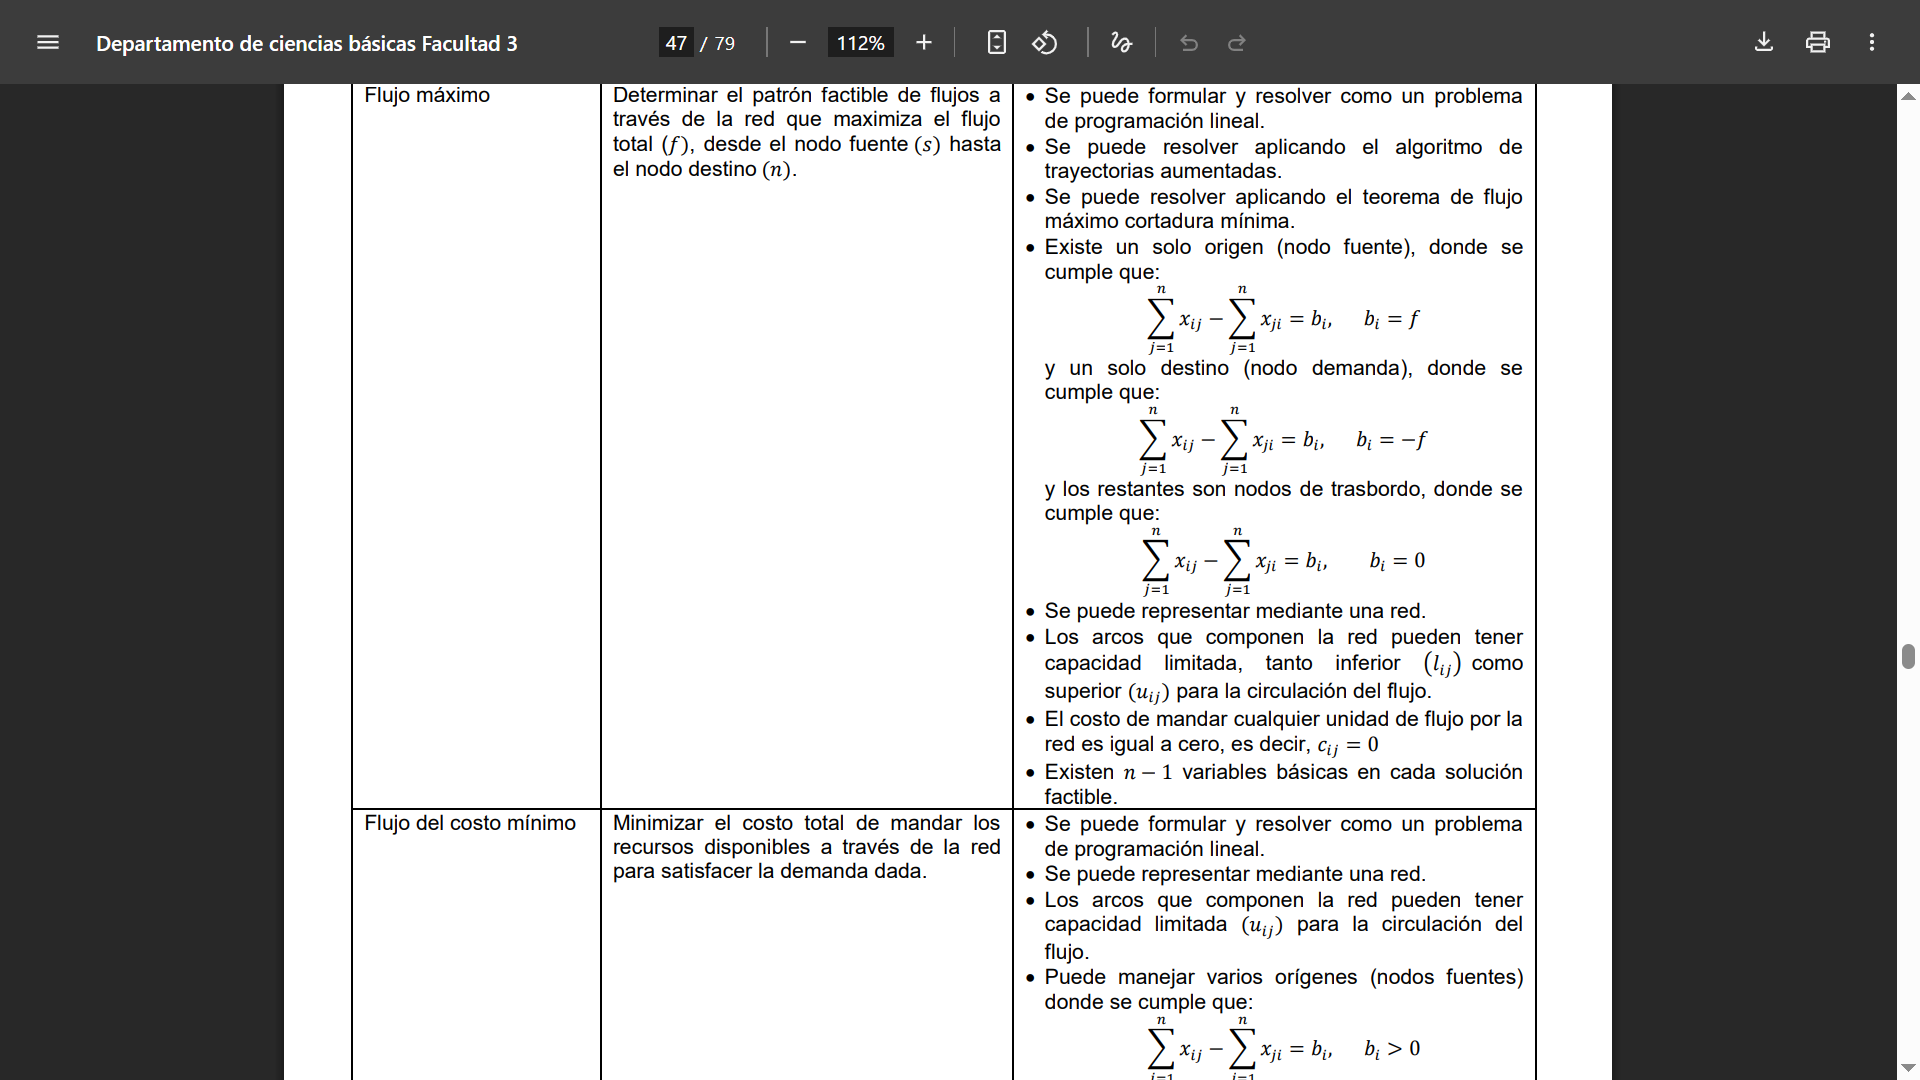 Departamento de ciencias básicas Facultad 3
47 / 79
112%
Flujo máximo
Determinar el patrón factible de flujos a
través de la red que maximiza el flujo
total (f), desde el nodo fuente (s) hasta
el nodo destino (n).
• Se puede formular y resolver como un problema
de programación lineal.
• Se puede resolver aplicando el algoritmo de
trayectorias aumentadas.
• Se puede resolver aplicando el teorema de flujo
máximo cortadura mínima.
• Existe un solo origen (nodo fuente), donde se
cumple que:
∑_{j=1}^{n} x_{ij} − ∑_{j=1}^{n} x_{ji} = b_i, b_i = f
y un solo destino (nodo demanda), donde se
cumple que:
∑_{j=1}^{n} x_{ij} − ∑_{j=1}^{n} x_{ji} = b_i, b_i = −f
y los restantes son nodos de trasbordo, donde se
cumple que:
∑_{j=1}^{n} x_{ij} − ∑_{j=1}^{n} x_{ji} = b_i, b_i = 0
• Se puede representar mediante una red.
• Los arcos que componen la red pueden tener
capacidad limitada, tanto inferior (l_{ij}) como
superior (u_{ij}) para la circulación del flujo.
• El costo de mandar cualquier unidad de flujo por la
red es igual a cero, es decir, c_{ij} = 0
• Existen n − 1 variables básicas en cada solución
factible.
Flujo del costo mínimo
Minimizar el costo total de mandar los
recursos disponibles a través de la red
para satisfacer la demanda dada.
• Se puede formular y resolver como un problema
de programación lineal.
• Se puede representar mediante una red.
• Los arcos que componen la red pueden tener
capacidad limitada (u_{ij}) para la circulación del
flujo.
• Puede manejar varios orígenes (nodos fuentes)
donde se cumple que:
∑_{j=1}^{n} x_{ij} − ∑_{j=1}^{n} x_{ji} = b_i, b_i > 0